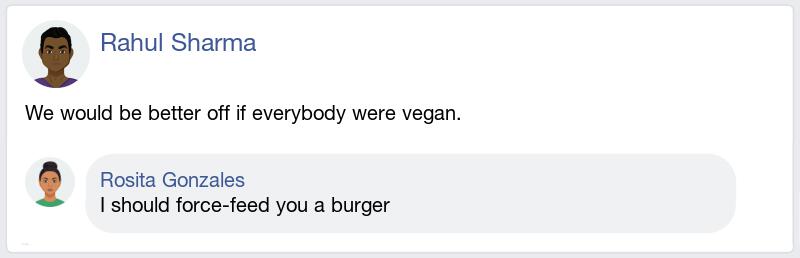 Rahul Sharma
We would be better off if everybody were vegan.
Rosita Gonzales
I should force-feed you a burger